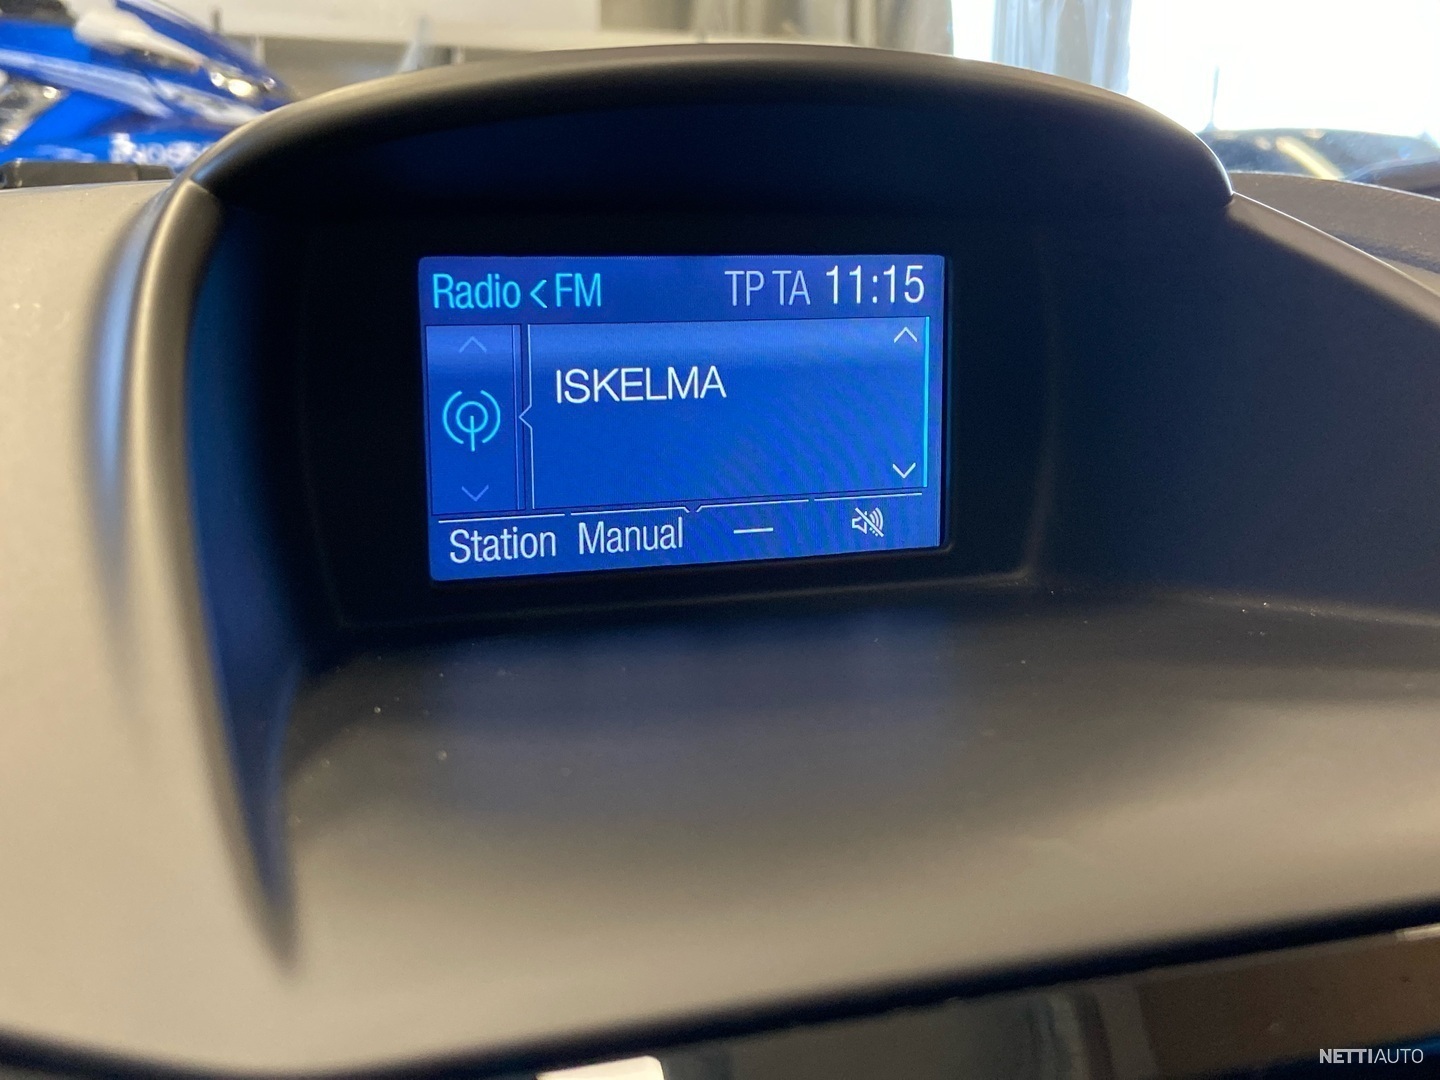 Radio < FM TP TA 11:15
ISKELMA
Station Manual —
NETTIAUTO